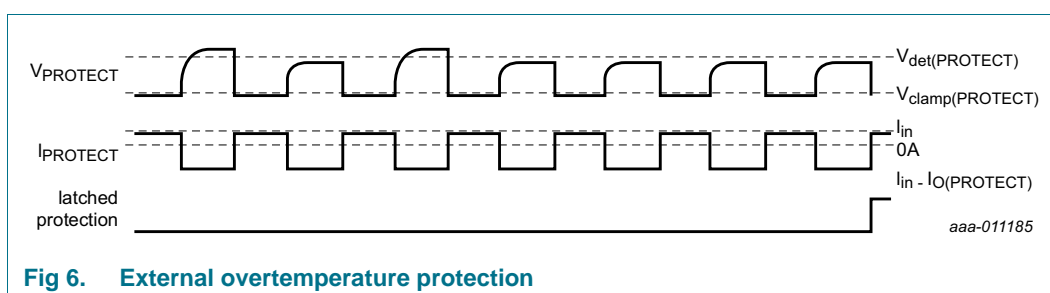 VPROTECT
Vdet(PROTECT)
Vclamp(PROTECT)
IPROTECT
Iin
0A
Iin - IO(PROTECT)
latched
protection
aaa-011185
Fig 6. External overtemperature protection